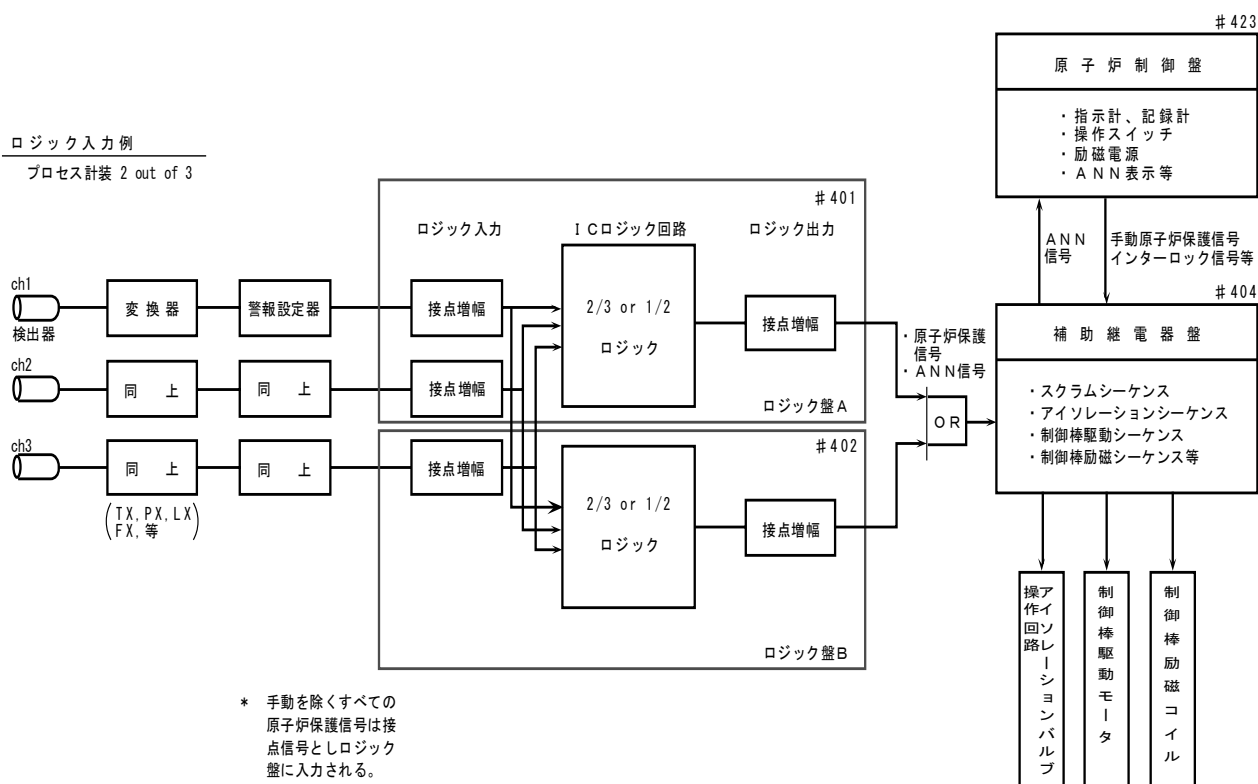 ロジック入力例
プロセス計装 2 out of 3
#423
原子炉制御盤
・指示計、記録計
・操作スイッチ
・励磁電源
・ANN表示等
ANN
信号
手動原子炉保護信号
インターロック信号等
#401
ロジック入力
ICロジック回路
ロジック出力
ch1
検出器
変換器
警報設定器
接点増幅
2/3 or 1/2
ロジック
接点増幅
ロジック盤A
ch2
同上
同上
接点増幅
#402
ch3
同上
同上
接点増幅
(TX, PX, LX
FX, 等)
2/3 or 1/2
ロジック
接点増幅
ロジック盤B
・原子炉保護
信号
・ANN信号
OR
#404
補助継電器盤
・スクラムシーケンス
・アイソレーションシーケンス
・制御棒駆動シーケンス
・制御棒励磁シーケンス等
アイソレーションバルブ
操作回路
制御棒駆動モータ
制御棒励磁コイル
* 手動を除くすべての
原子炉保護信号は接
点信号としロジック
盤に入力される。